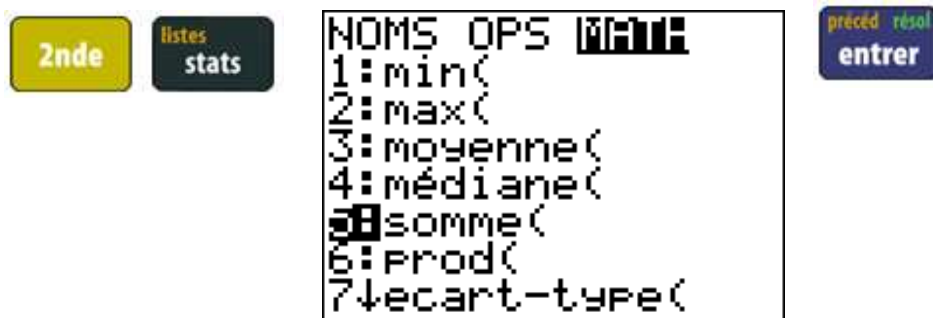 listes
2nde stats
NOMS OPS MATH
1:min(
2:max(
3:moyenne(
4:médiane(
5:somme(
6:prod(
7↓ecart-type(
précéd résol
entrer